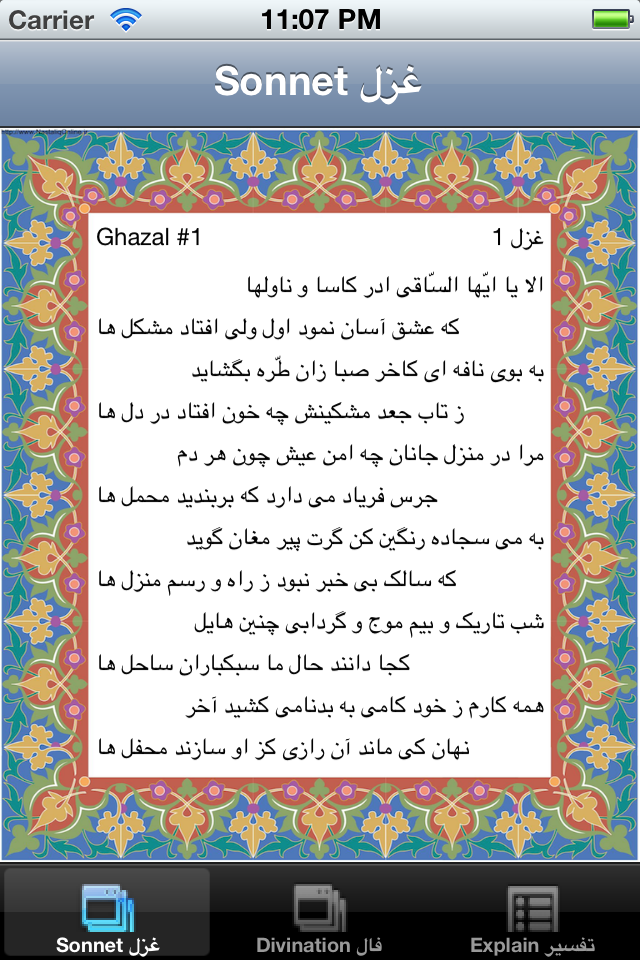 Carrier 11:07 PM
Sonnet غزل
http://www.NastaliqOnline.ir
Ghazal #1 غزل 1
الا یا ایّها السّاقی ادر کاسا و ناولها
که عشق آسان نمود اول ولی افتاد مشکل ها
به بوی نافه ای کاخر صبا زان طّره بگشاید
ز تاب جعد مشکینش چه خون افتاد در دل ها
مرا در منزل جانان چه امن عیش چون هر دم
جرس فریاد می دارد که بربندید محمل ها
به می سجاده رنگین کن گرت پیر مغان گوید
که سالک بی خبر نبود ز راه و رسم منزل ها
شب تاریک و بیم موج و گردابی چنین هایل
کجا دانند حال ما سبکباران ساحل ها
همه کارم ز خود کامی به بدنامی کشید آخر
نهان کی ماند آن رازی کز او سازند محفل ها
Sonnet غزل
Divination فال
Explain تفسیر